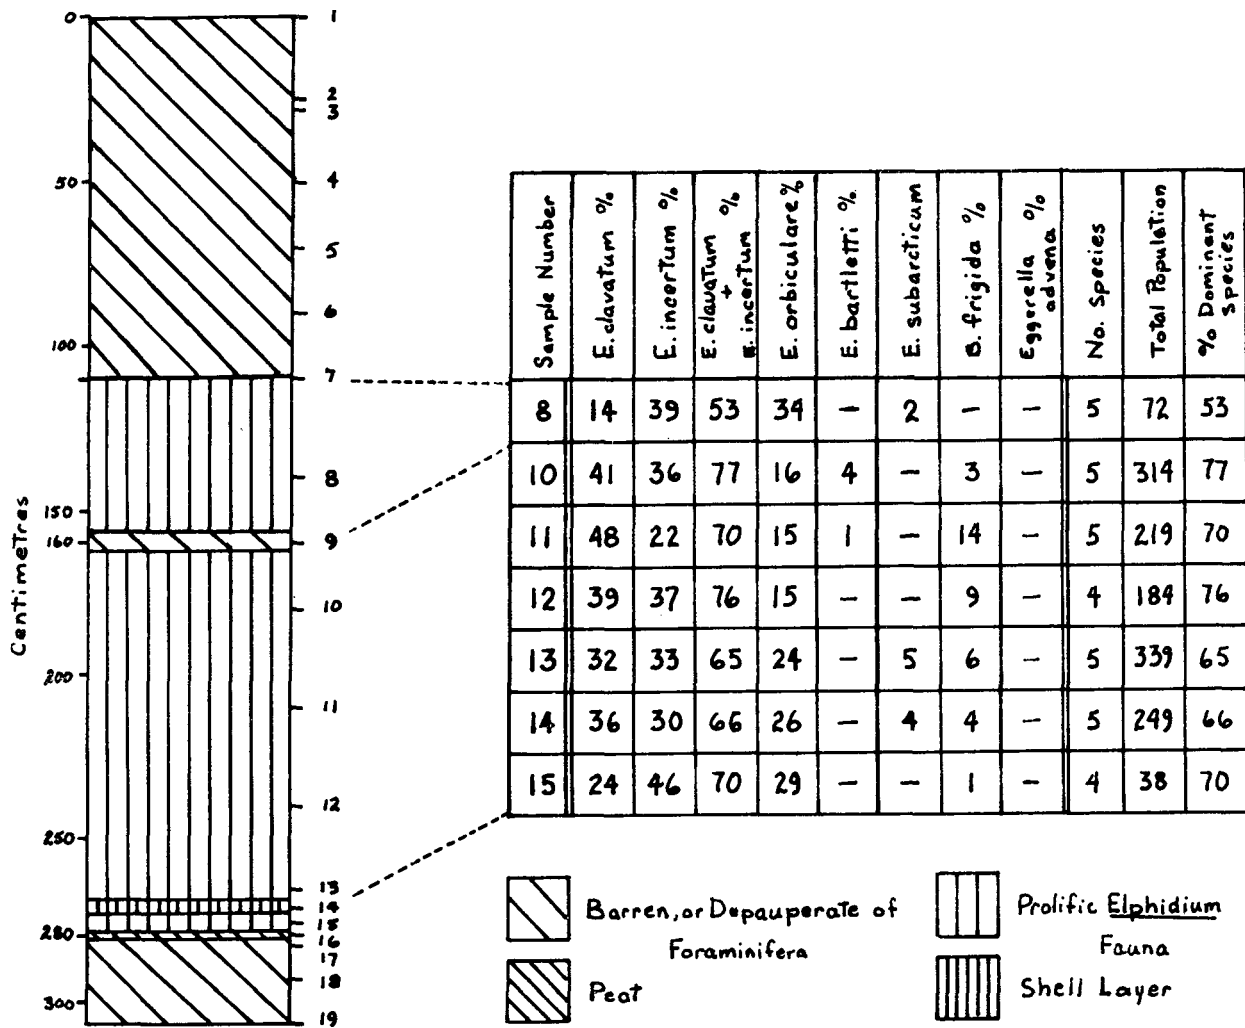 Centimetres
0
50
100
150
160
200
250
280
300
1
2
3
4
5
6
7
8
9
10
11
12
13
14
15
16
17
18
19
Sample Number | E. clavatum % | E. incertum % | E. clavatum % + E. incertum | E. orbiculare % | E. bartletti % | E. subarcticum | B. frigida % | Eggerella % advena | No. Species | Total Population | % Dominant Species
8 | 14 | 39 | 53 | 34 | – | 2 | – | – | 5 | 72 | 53
10 | 41 | 36 | 77 | 16 | 4 | – | 3 | – | 5 | 314 | 77
11 | 48 | 22 | 70 | 15 | 1 | – | 14 | – | 5 | 219 | 70
12 | 39 | 37 | 76 | 15 | – | – | 9 | – | 4 | 184 | 76
13 | 32 | 33 | 65 | 24 | – | 5 | 6 | – | 5 | 339 | 65
14 | 36 | 30 | 66 | 26 | – | 4 | 4 | – | 5 | 249 | 66
15 | 24 | 46 | 70 | 29 | – | – | 1 | – | 4 | 38 | 70
Barren, or Depauperate of
Foraminifera
Peat
Prolific Elphidium
Fauna
Shell Layer